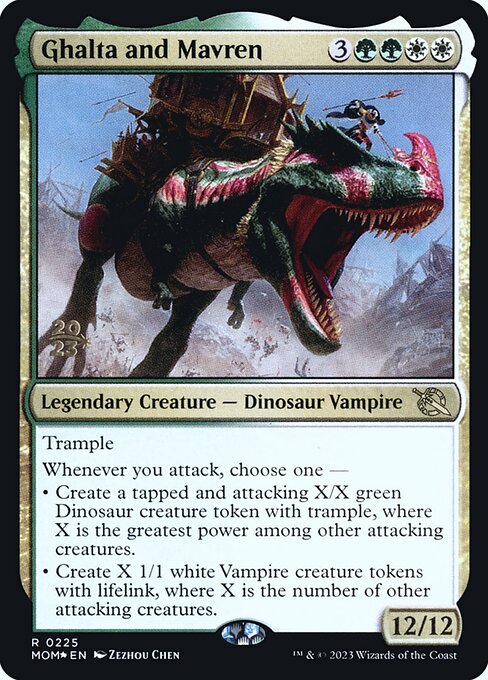 Ghalta and Mavren 3
2023
Legendary Creature — Dinosaur Vampire
Trample
Whenever you attack, choose one —
• Create a tapped and attacking X/X green
Dinosaur creature token with trample, where
X is the greatest power among other attacking
creatures.
• Create X 1/1 white Vampire creature tokens
with lifelink, where X is the number of other
attacking creatures.
12/12
R 0225
MOM★EN Zezhou Chen
™ & © 2023 Wizards of the Coast